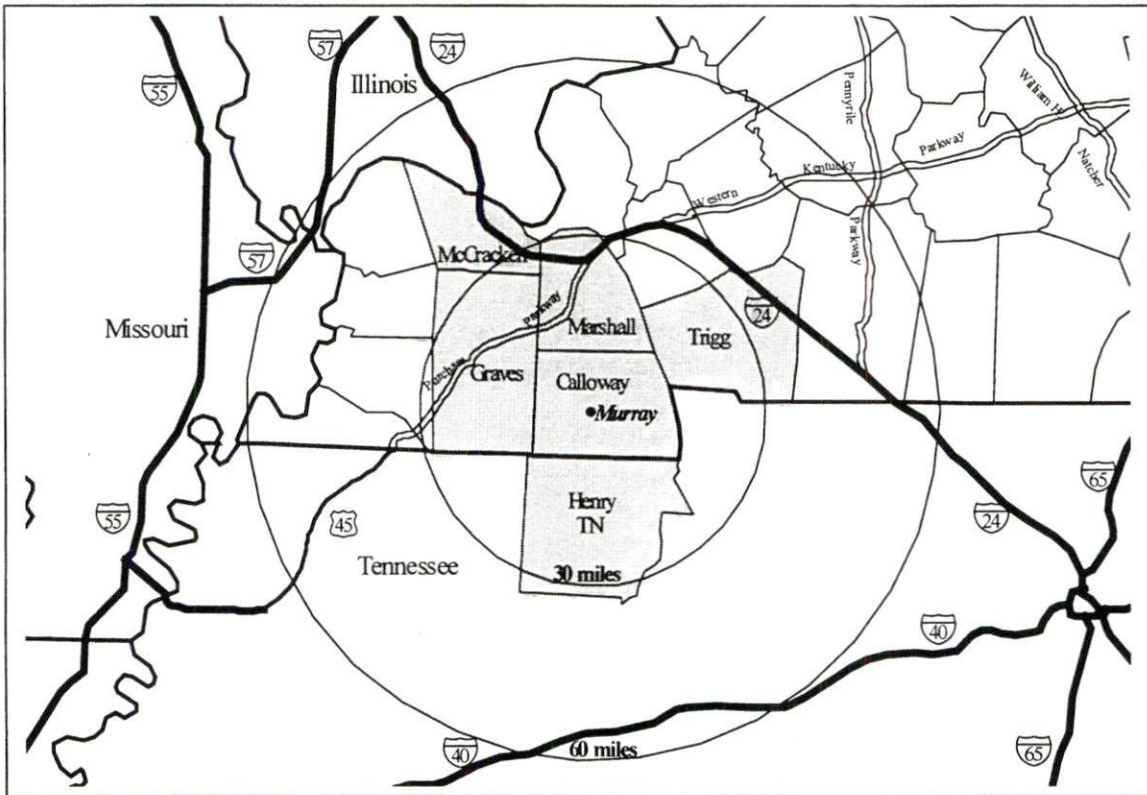 57
24
55
Illinois
Pennyrile
William H
Natcher
Parkway
Kentucky
Western
Parkway
McCracken
57
Missouri
Parkway
Purchase
Marshall
Trigg
24
Graves
Calloway
Murray
65
55
45
Henry
TN
24
Tennessee
30 miles
40
40
60 miles
65